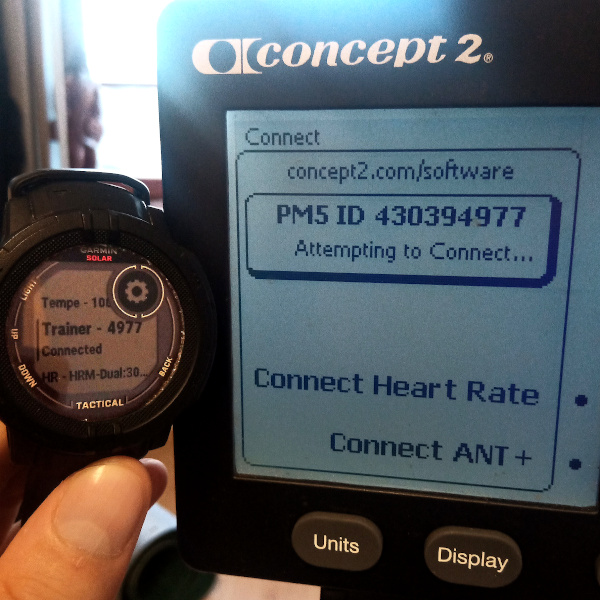 concept 2®
Connect
concept2.com/software
PM5 ID 430394977
Attempting to Connect...
Connect Heart Rate
Connect ANT+
Units
Display
GARMIN
SOLAR
LIGHT
Tempe - 10
Trainer - 4977
Connected
HR - HRM-Dual:30...
UP
DOWN
BACK
TACTICAL